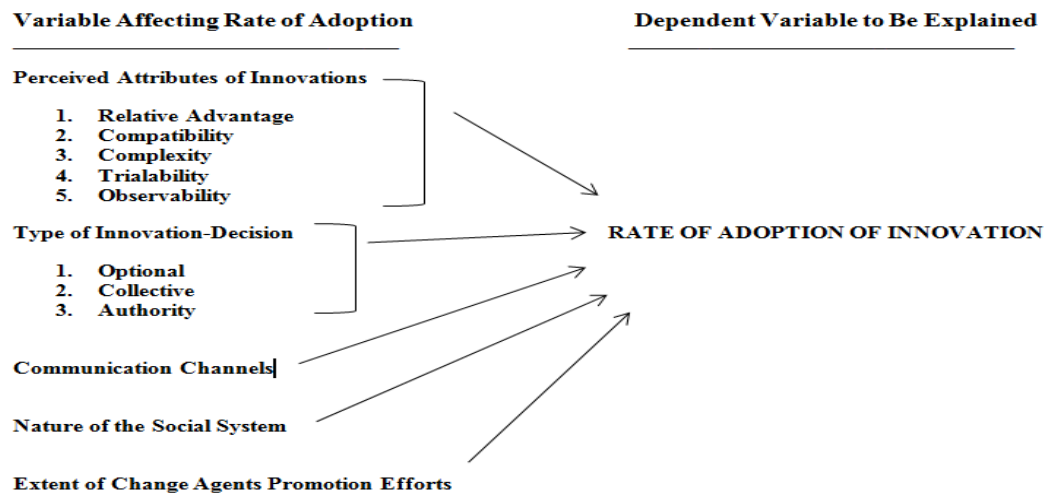 Variable Affecting Rate of Adoption
Dependent Variable to Be Explained
Perceived Attributes of Innovations
1. Relative Advantage
2. Compatibility
3. Complexity
4. Trialability
5. Observability
Type of Innovation-Decision
RATE OF ADOPTION OF INNOVATION
1. Optional
2. Collective
3. Authority
Communication Channels
Nature of the Social System
Extent of Change Agents Promotion Efforts